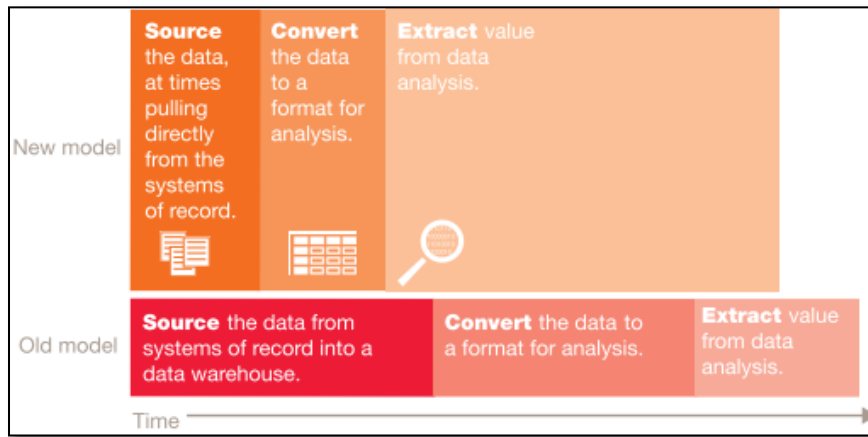 Source
the data,
at times
pulling
directly
from the
systems
of record.
Convert
the data
to a
format for
analysis.
Extract value
from data
analysis.
New model
Source the data from
systems of record into a
data warehouse.
Convert the data to
a format for analysis.
Extract value
from data
analysis.
Old model
Time